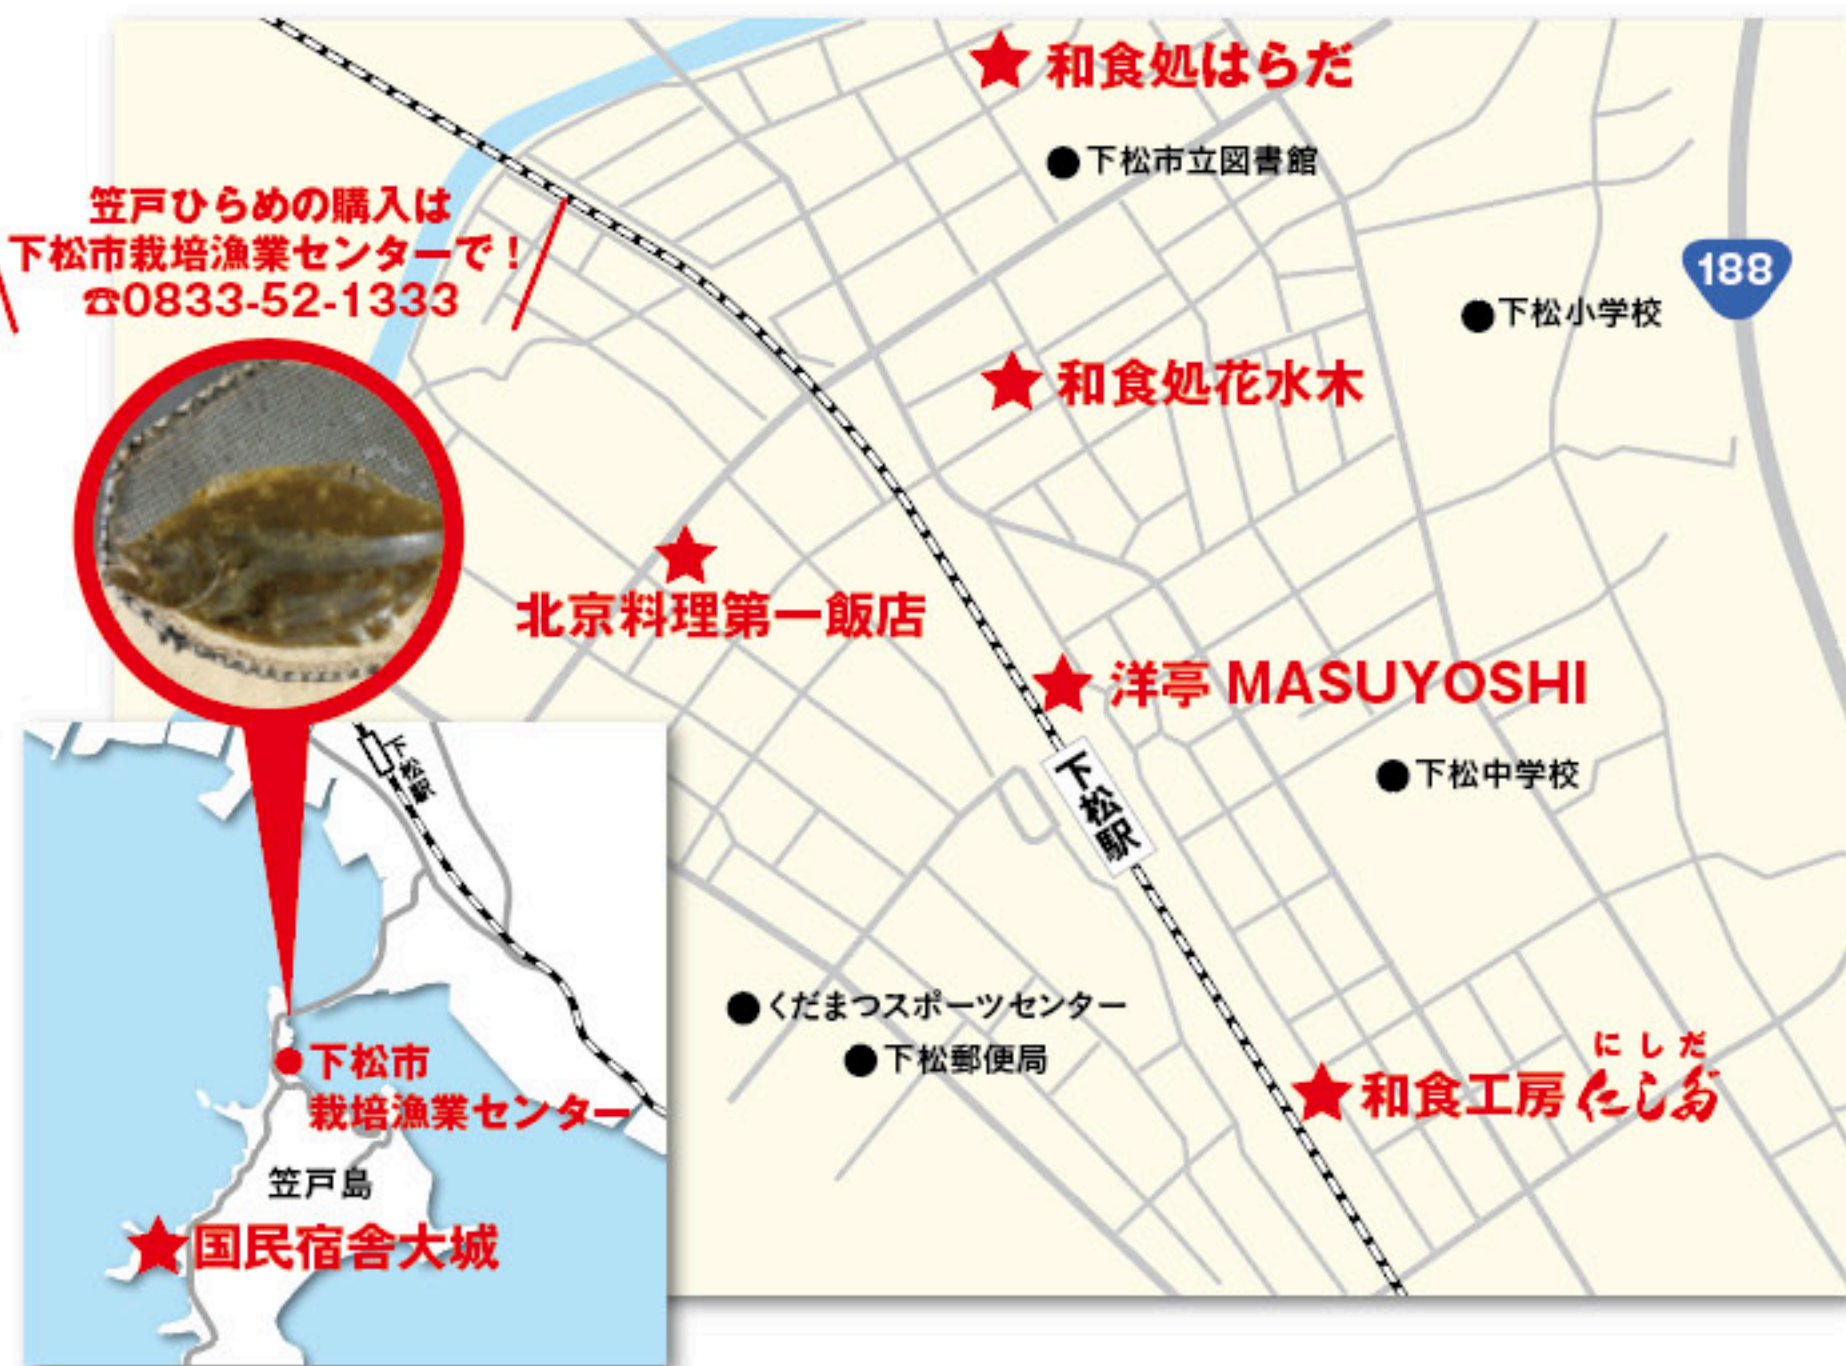 和食処はらだ
下松市立図書館
笠戸ひらめの購入は
下松市栽培漁業センターで!
☎0833-52-1333
188
下松小学校
和食処花水木
北京料理第一飯店
洋亭 MASUYOSHI
下松駅
下松中学校
下松駅
くだまつスポーツセンター
下松郵便局
にしだ
和食工房 にしだ
下松市
栽培漁業センター
笠戸島
国民宿舎大城